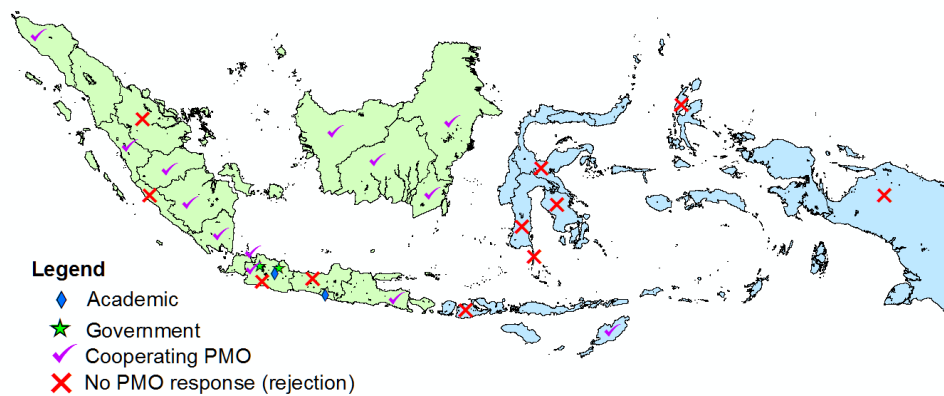 Legend
Academic
Government
Cooperating PMO
No PMO response (rejection)